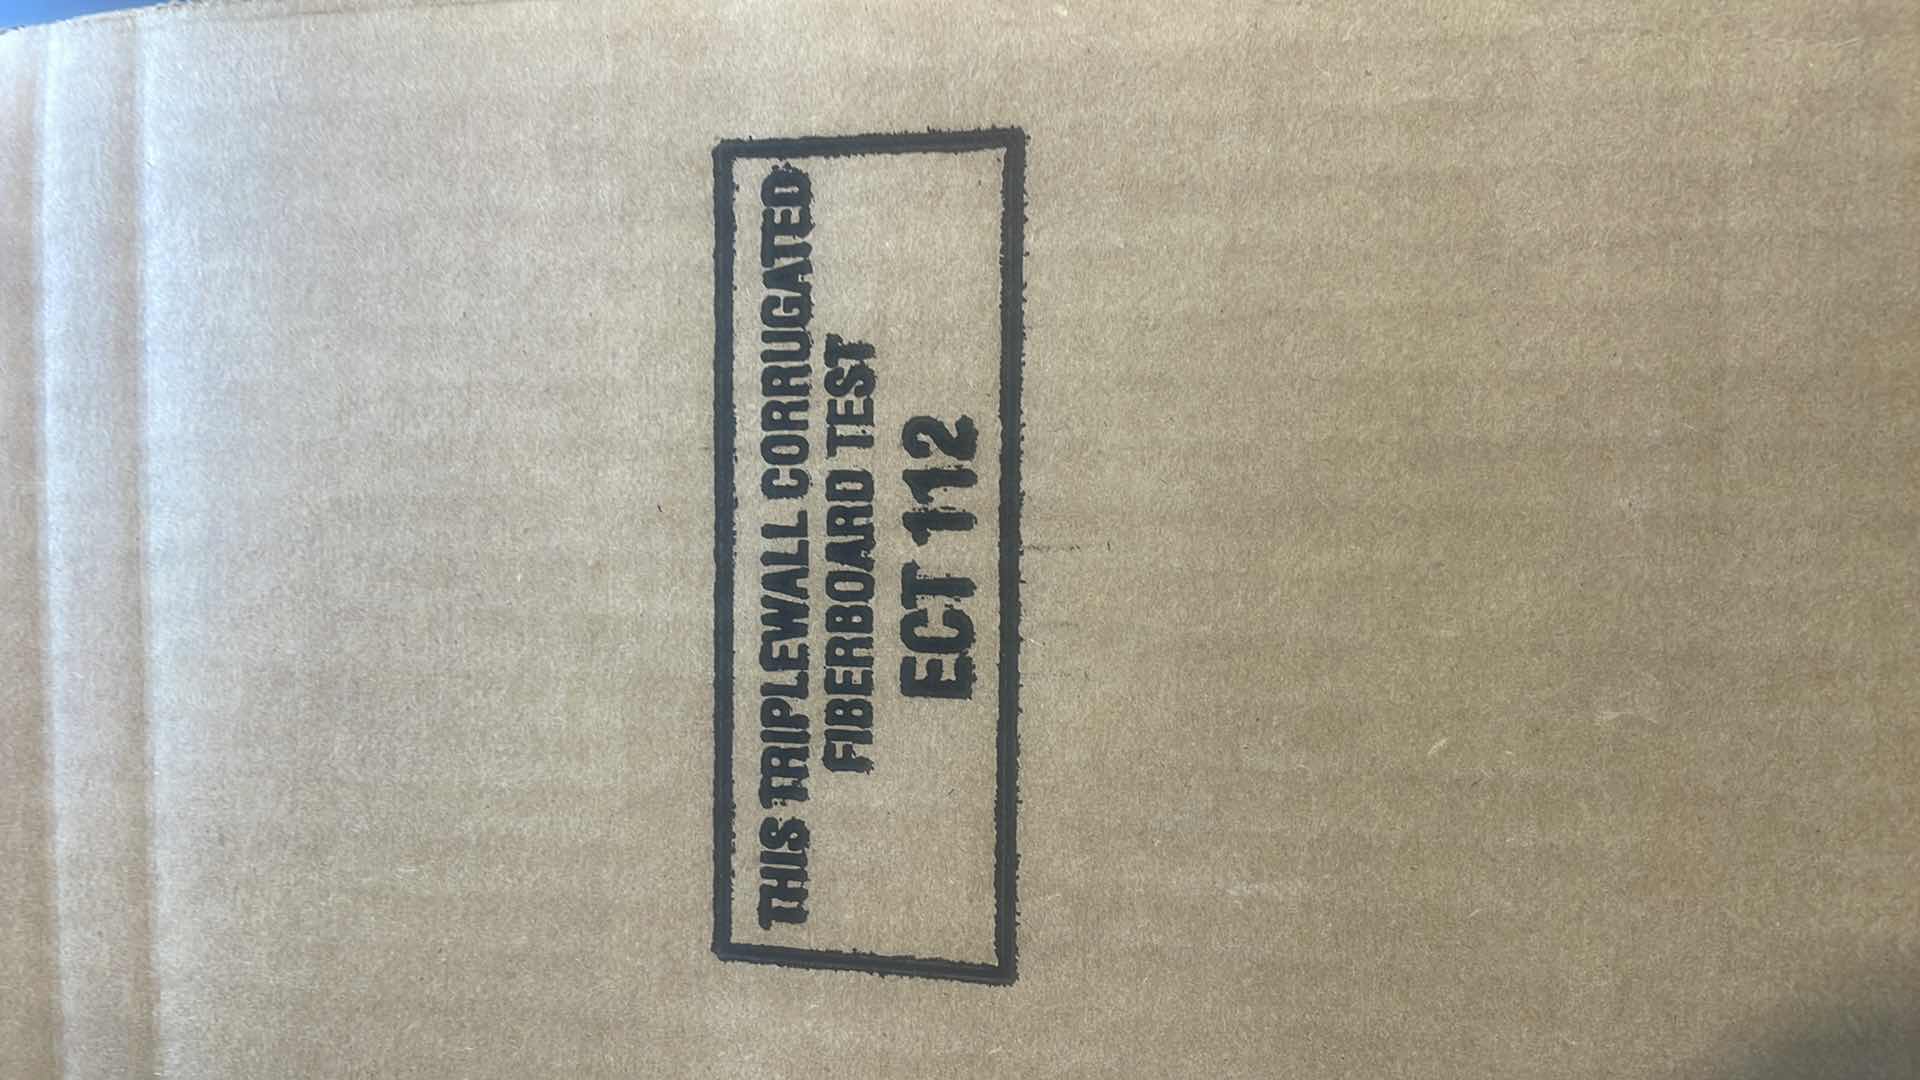 THIS TRIPLEWALL CORRUGATED
FIBERBOARD TEST
ECT 112